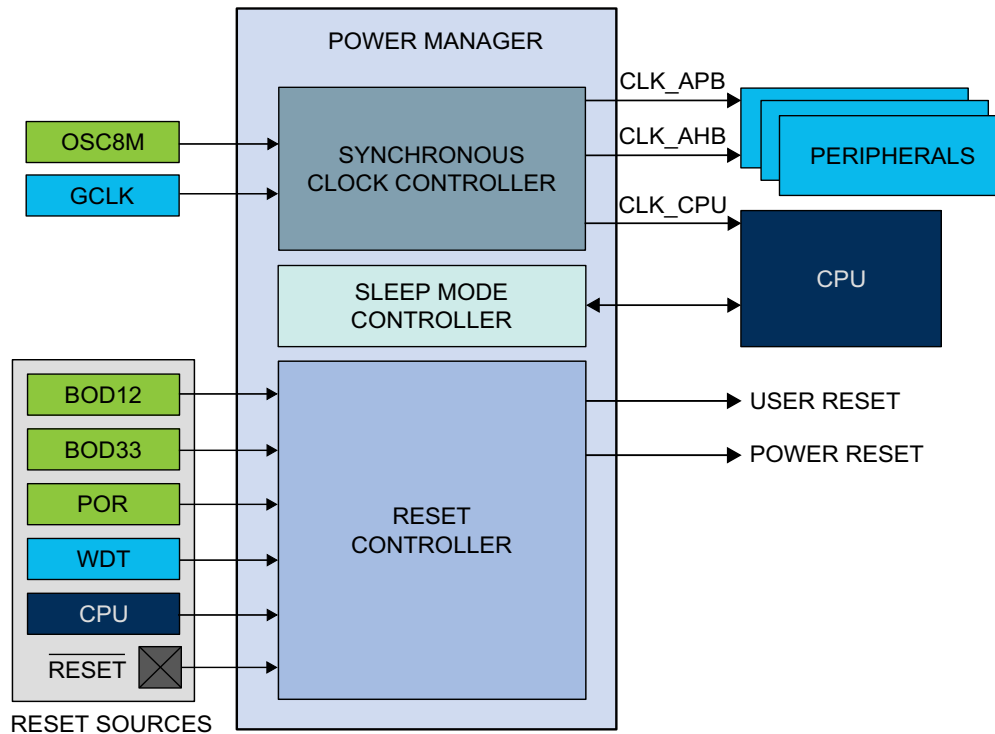 POWER MANAGER
CLK_APB
OSC8M
SYNCHRONOUS
CLOCK CONTROLLER
CLK_AHB
PERIPHERALS
GCLK
CLK_CPU
CPU
SLEEP MODE
CONTROLLER
BOD12
USER RESET
BOD33
POWER RESET
POR
RESET
CONTROLLER
WDT
CPU
RESET
RESET SOURCES